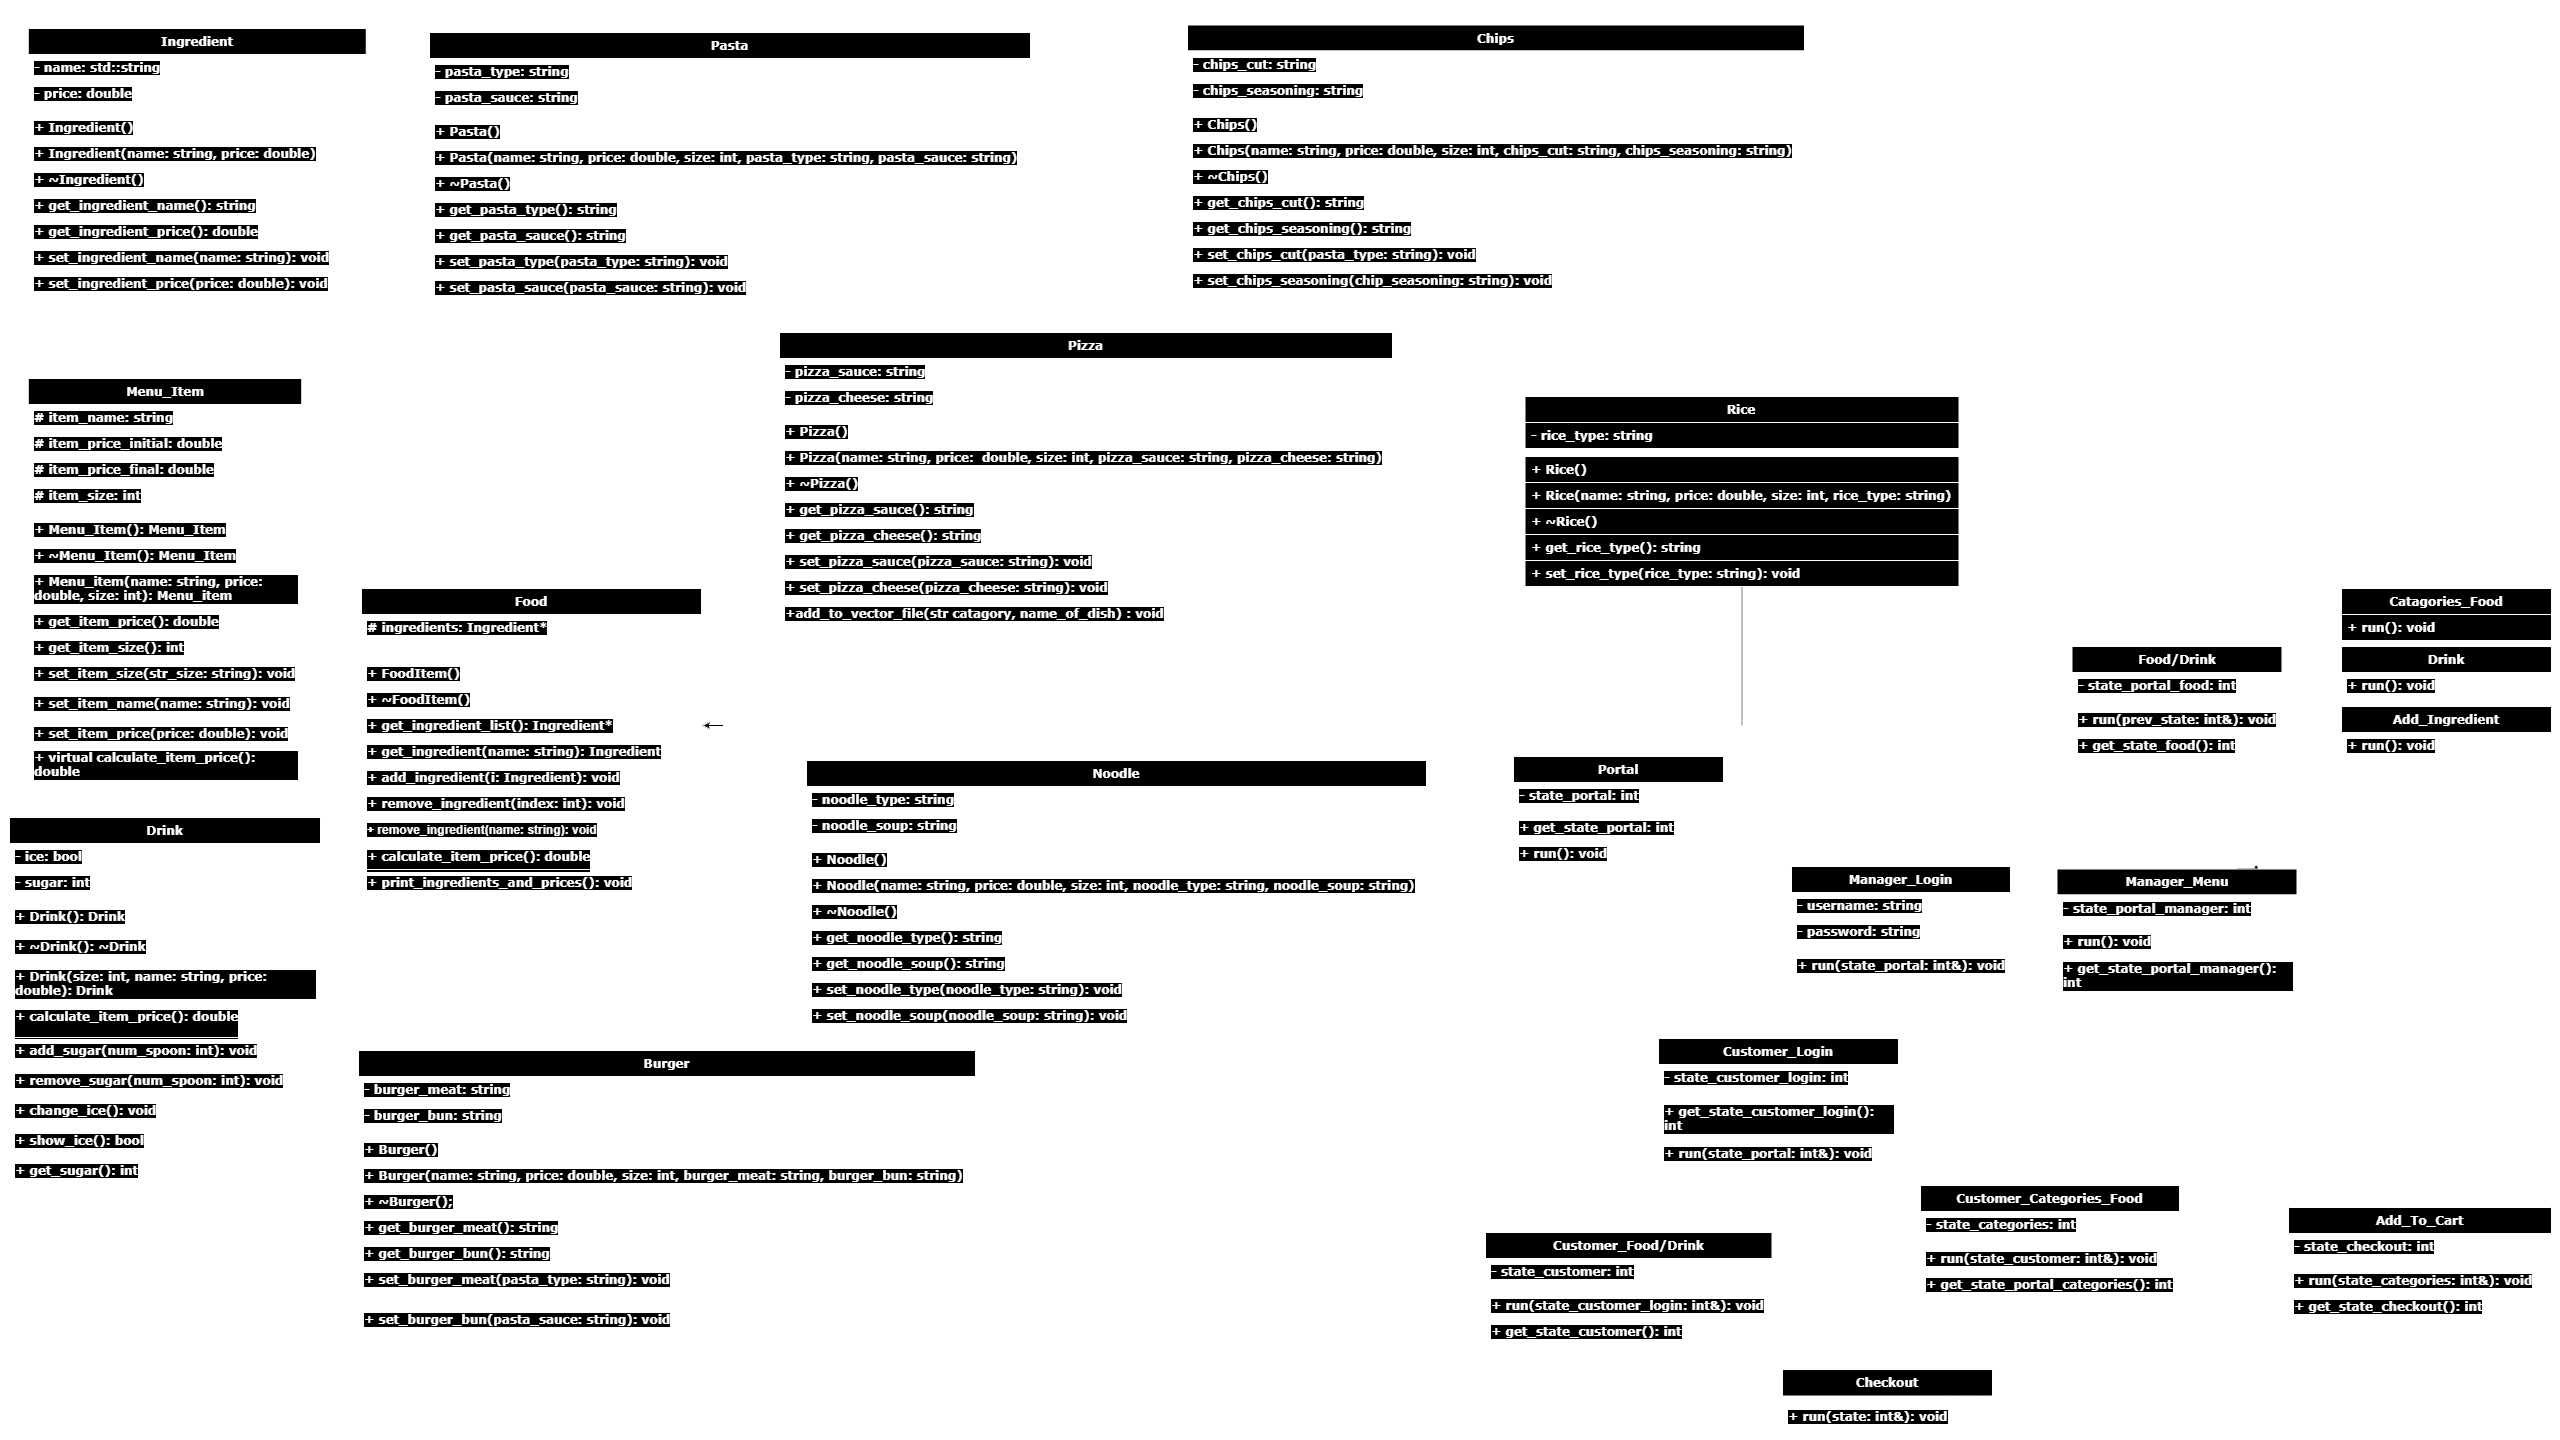 Ingredient
- name: std::string
- price: double
+ Ingredient()
+ Ingredient(name: string, price: double)
+ ~Ingredient()
+ get_ingredient_name(): string
+ get_ingredient_price(): double
+ set_ingredient_name(name: string): void
+ set_ingredient_price(price: double): void
Pasta
- pasta_type: string
- pasta_sauce: string
+ Pasta()
+ Pasta(name: string, price: double, size: int, pasta_type: string, pasta_sauce: string)
+ ~Pasta()
+ get_pasta_type(): string
+ get_pasta_sauce(): string
+ set_pasta_type(pasta_type: string): void
+ set_pasta_sauce(pasta_sauce: string): void
Chips
- chips_cut: string
- chips_seasoning: string
+ Chips()
+ Chips(name: string, price: double, size: int, chips_cut: string, chips_seasoning: string)
+ ~Chips()
+ get_chips_cut(): string
+ get_chips_seasoning(): string
+ set_chips_cut(pasta_type: string): void
+ set_chips_seasoning(chip_seasoning: string): void
Pizza
- pizza_sauce: string
- pizza_cheese: string
+ Pizza()
+ Pizza(name: string, price:  double, size: int, pizza_sauce: string, pizza_cheese: string)
+ ~Pizza()
+ get_pizza_sauce(): string
+ get_pizza_cheese(): string
+ set_pizza_sauce(pizza_sauce: string): void
+ set_pizza_cheese(pizza_cheese: string): void
+add_to_vector_file(str catagory, name_of_dish) : void
Menu_Item
# item_name: string
# item_price_initial: double
# item_price_final: double
# item_size: int
+ Menu_Item(): Menu_Item
+ ~Menu_Item(): Menu_Item
+ Menu_item(name: string, price:
double, size: int): Menu_item
+ get_item_price(): double
+ get_item_size(): int
+ set_item_size(str_size: string): void
+ set_item_name(name: string): void
+ set_item_price(price: double): void
+ virtual calculate_item_price():
double
Rice
- rice_type: string
+ Rice()
+ Rice(name: string, price: double, size: int, rice_type: string)
+ ~Rice()
+ get_rice_type(): string
+ set_rice_type(rice_type: string): void
Food
# ingredients: Ingredient*
+ FoodItem()
+ ~FoodItem()
+ get_ingredient_list(): Ingredient*
+ get_ingredient(name: string): Ingredient
+ add_ingredient(i: Ingredient): void
+ remove_ingredient(index: int): void
+ remove_ingredient(name: string): void
+ calculate_item_price(): double
+ print_ingredients_and_prices(): void
Catagories_Food
+ run(): void
Food/Drink
- state_portal_food: int
+ run(prev_state: int&): void
+ get_state_food(): int
Drink
+ run(): void
Add_Ingredient
+ run(): void
Noodle
- noodle_type: string
- noodle_soup: string
+ Noodle()
+ Noodle(name: string, price: double, size: int, noodle_type: string, noodle_soup: string)
+ ~Noodle()
+ get_noodle_type(): string
+ get_noodle_soup(): string
+ set_noodle_type(noodle_type: string): void
+ set_noodle_soup(noodle_soup: string): void
Portal
- state_portal: int
+ get_state_portal: int
+ run(): void
Drink
- ice: bool
- sugar: int
+ Drink(): Drink
+ ~Drink(): ~Drink
+ Drink(size: int, name: string, price:
double): Drink
+ calculate_item_price(): double
+ add_sugar(num_spoon: int): void
+ remove_sugar(num_spoon: int): void
+ change_ice(): void
+ show_ice(): bool
+ get_sugar(): int
Manager_Login
- username: string
- password: string
+ run(state_portal: int&): void
Manager_Menu
- state_portal_manager: int
+ run(): void
+ get_state_portal_manager():
int
Burger
- burger_meat: string
- burger_bun: string
+ Burger()
+ Burger(name: string, price: double, size: int, burger_meat: string, burger_bun: string)
+ ~Burger();
+ get_burger_meat(): string
+ get_burger_bun(): string
+ set_burger_meat(pasta_type: string): void
+ set_burger_bun(pasta_sauce: string): void
Customer_Login
- state_customer_login: int
+ get_state_customer_login():
int
+ run(state_portal: int&): void
Customer_Categories_Food
- state_categories: int
+ run(state_customer: int&): void
+ get_state_portal_categories(): int
Add_To_Cart
- state_checkout: int
+ run(state_categories: int&): void
+ get_state_checkout(): int
Customer_Food/Drink
- state_customer: int
+ run(state_customer_login: int&): void
+ get_state_customer(): int
Checkout
+ run(state: int&): void